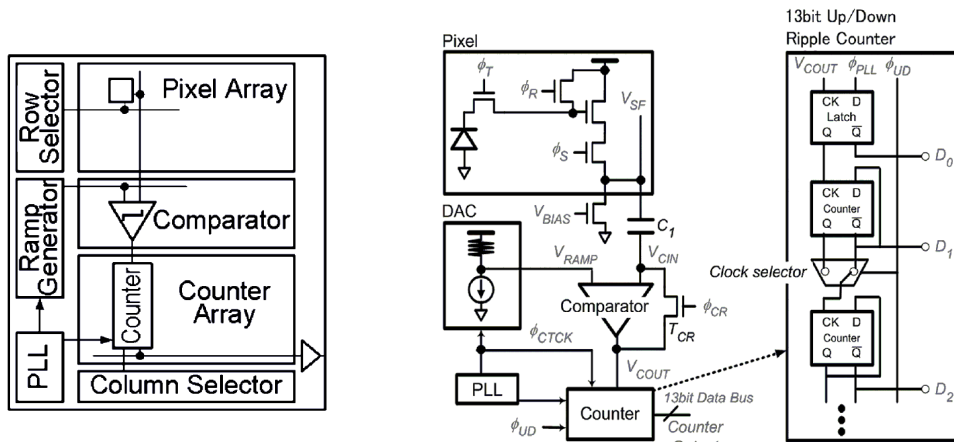 Row Selector
Pixel Array
Ramp Generator
Comparator
Counter Array
Counter
PLL
Column Selector
Pixel
ϕT
ϕR
VSF
ϕS
VBIAS
C1
DAC
VRAMP
VCIN
Comparator
ϕCR
TCR
ϕCTCK
VCOUT
PLL
Counter
13bit Data Bus
Counter
ϕUD
13bit Up/Down
Ripple Counter
VCOUT ϕPLL ϕUD
CK D
Latch
Q Q̅
D0
CK D
Counter
Q Q̅
D1
Clock selector
CK D
Counter
Q Q̅
D2